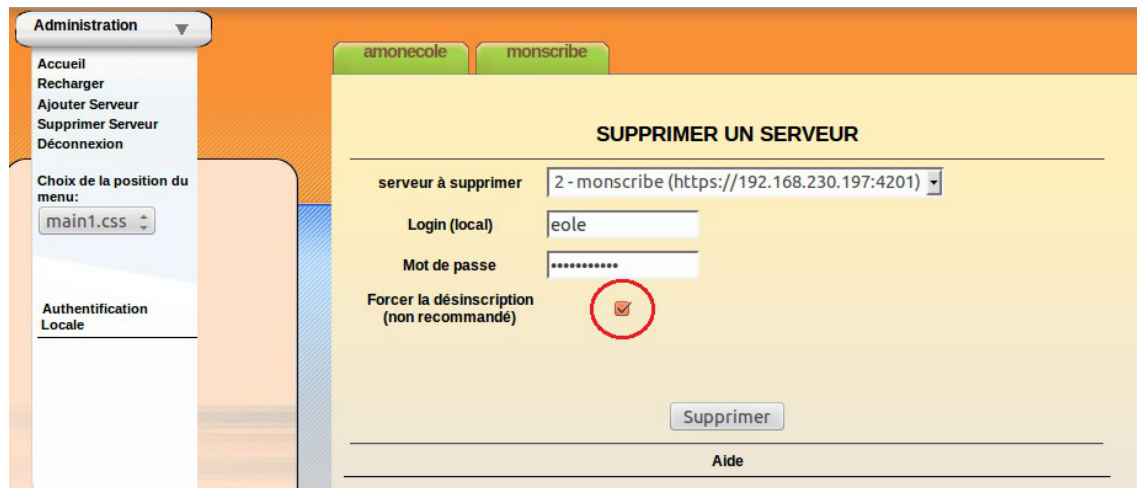 Administration
Accueil
Recharger
Ajouter Serveur
Supprimer Serveur
Déconnexion
Choix de la position du
menu:
main1.css
Authentification
Locale
amonecole
monscribe
SUPPRIMER UN SERVEUR
serveur à supprimer
2 - monscribe (https://192.168.230.197:4201)
Login (local)
eole
Mot de passe
•••••••••••
Forcer la désinscription
(non recommandé)
Supprimer
Aide